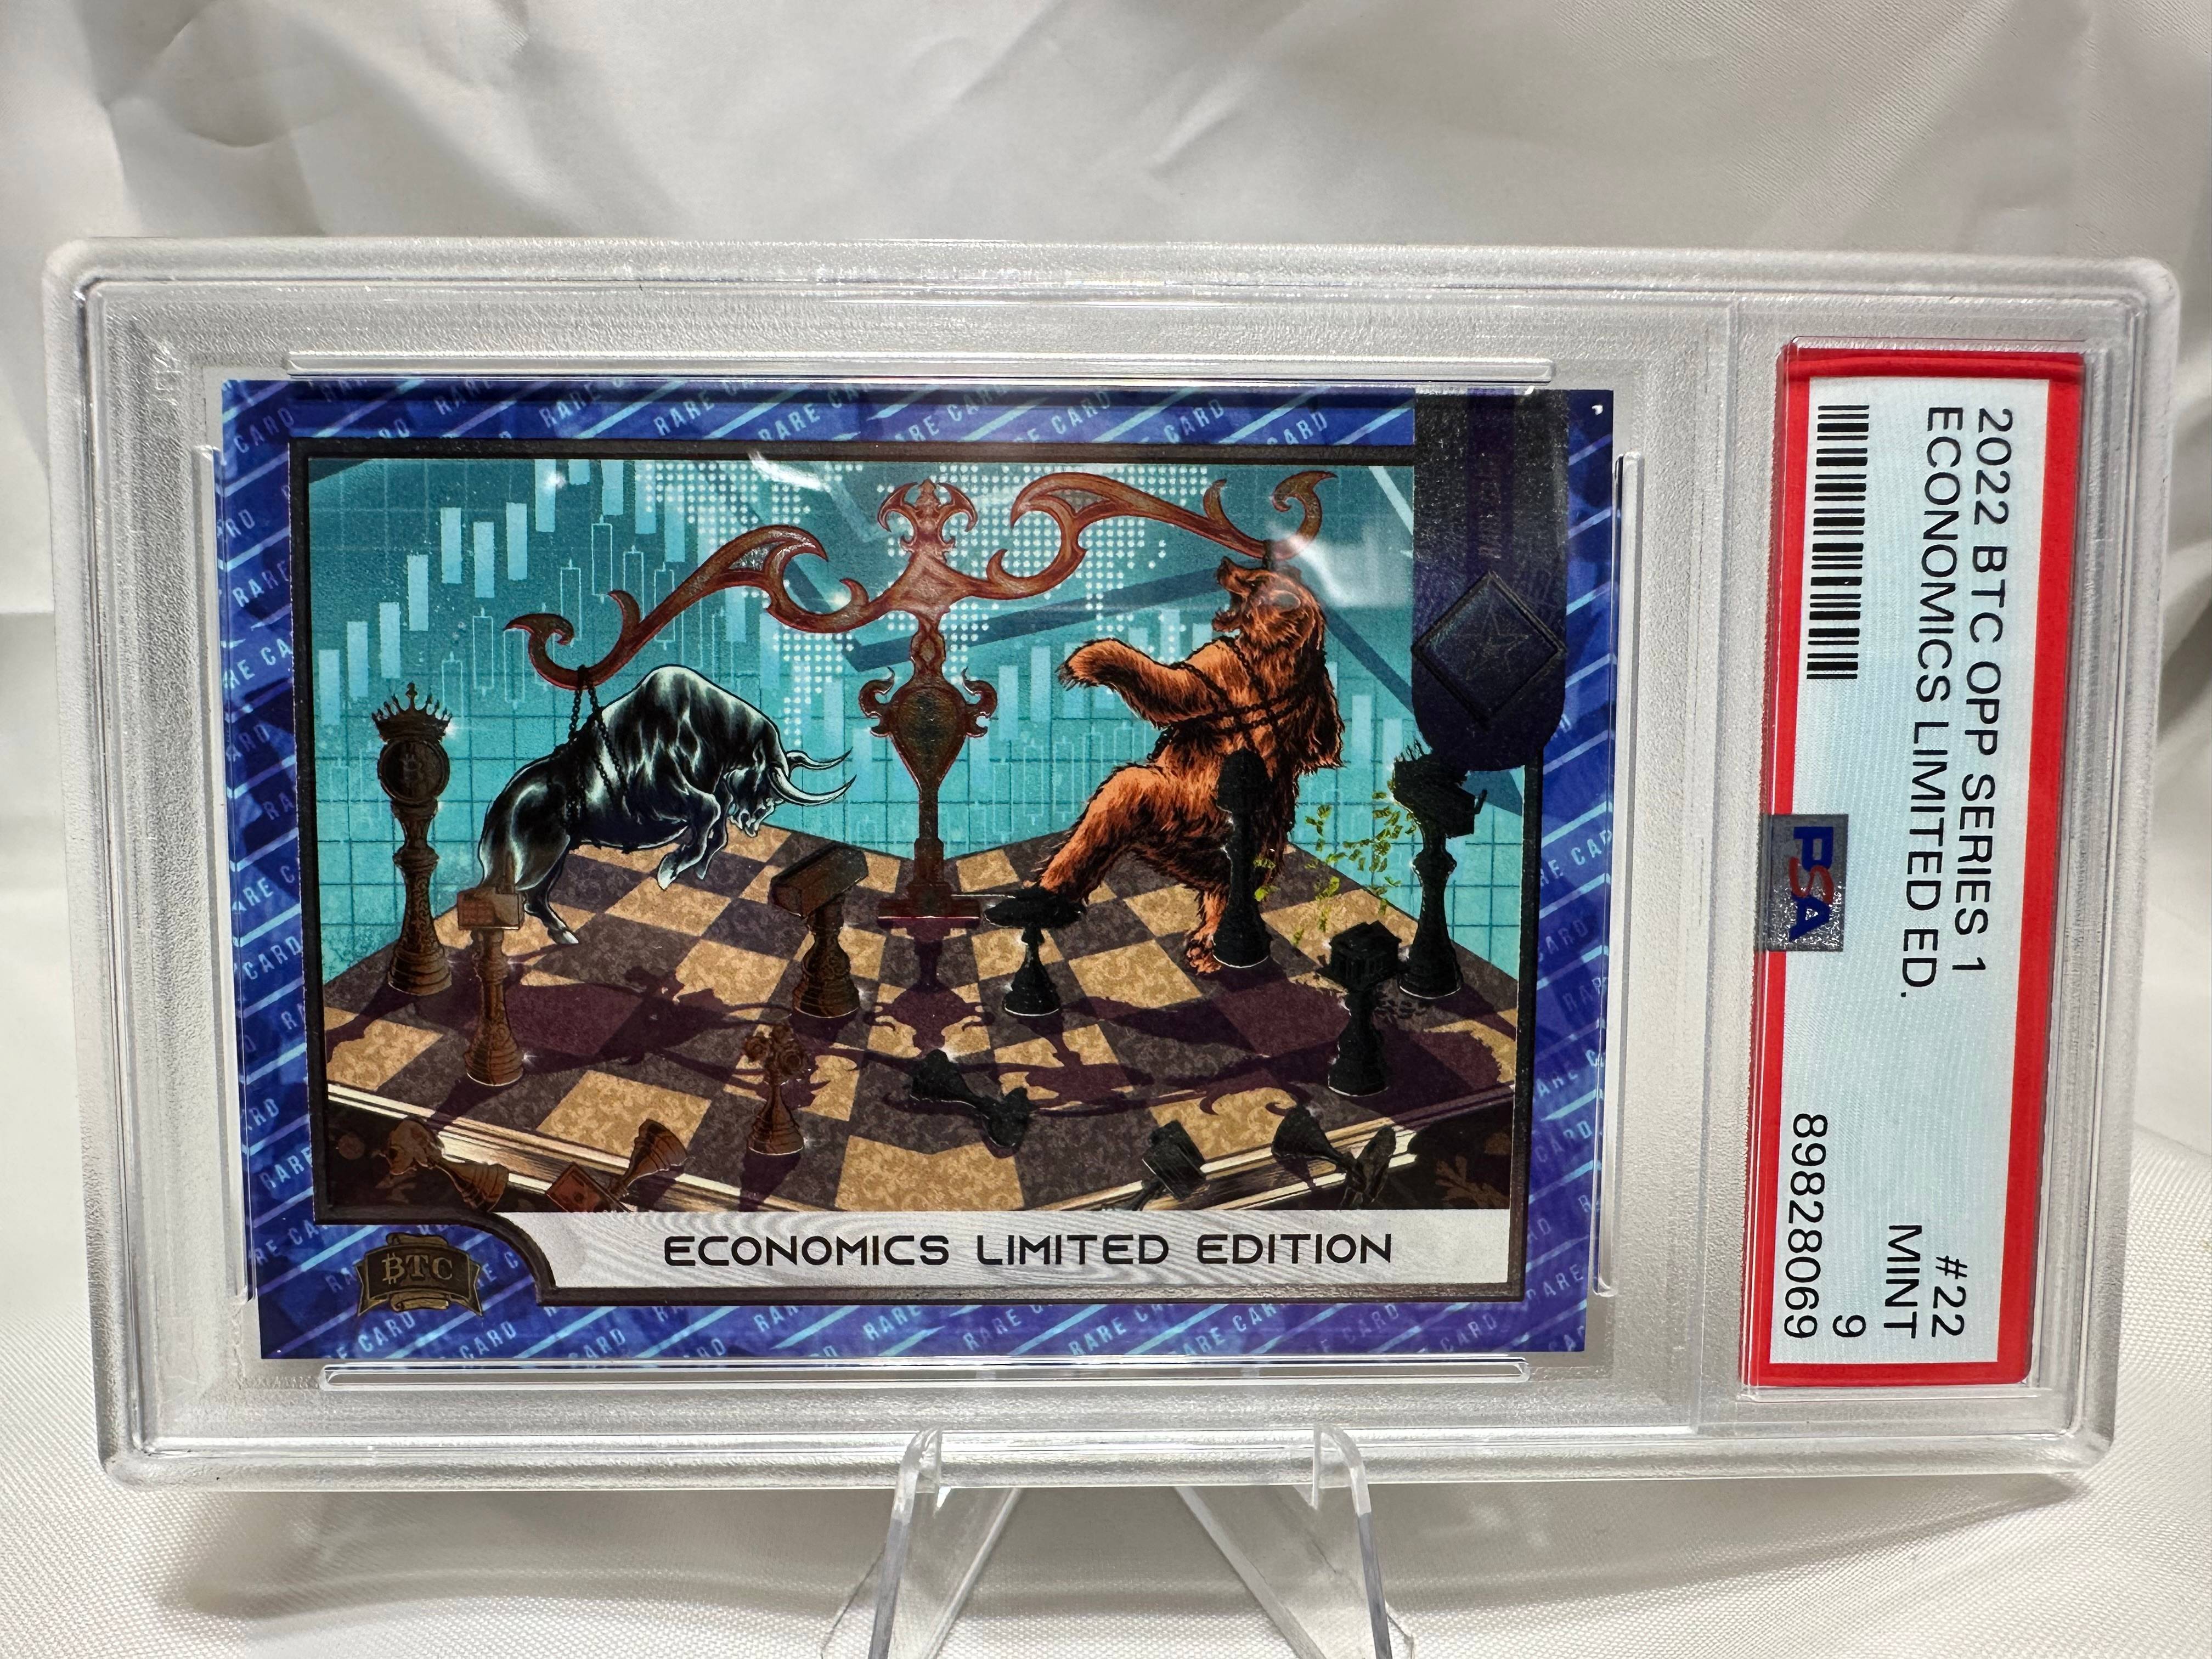 ECONOMICS LIMITED EDITION
BTC
RARE CARD
2022 BTC OPP SERIES 1
#22
ECONOMICS LIMITED ED.
MINT
9
PSA
89828069